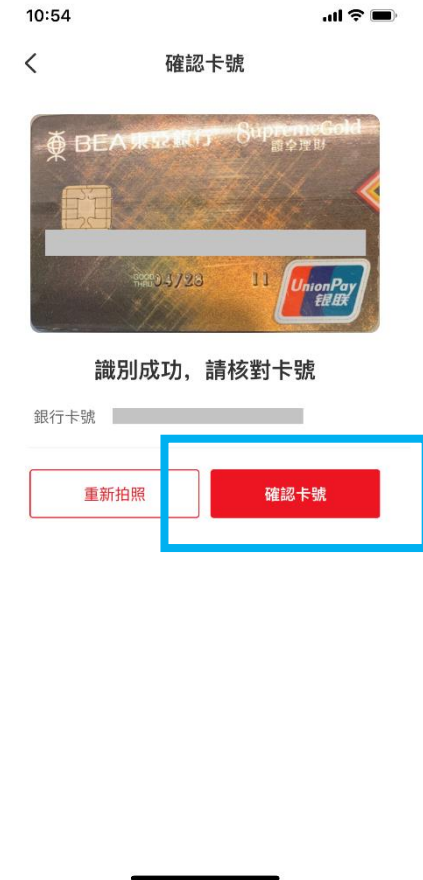 10:54
確認卡號
BEA東亞銀行 SupremeGold
顯卓理財
GOOD THRU 04/28 11
UnionPay
银联
識別成功，請核對卡號
銀行卡號
重新拍照
確認卡號